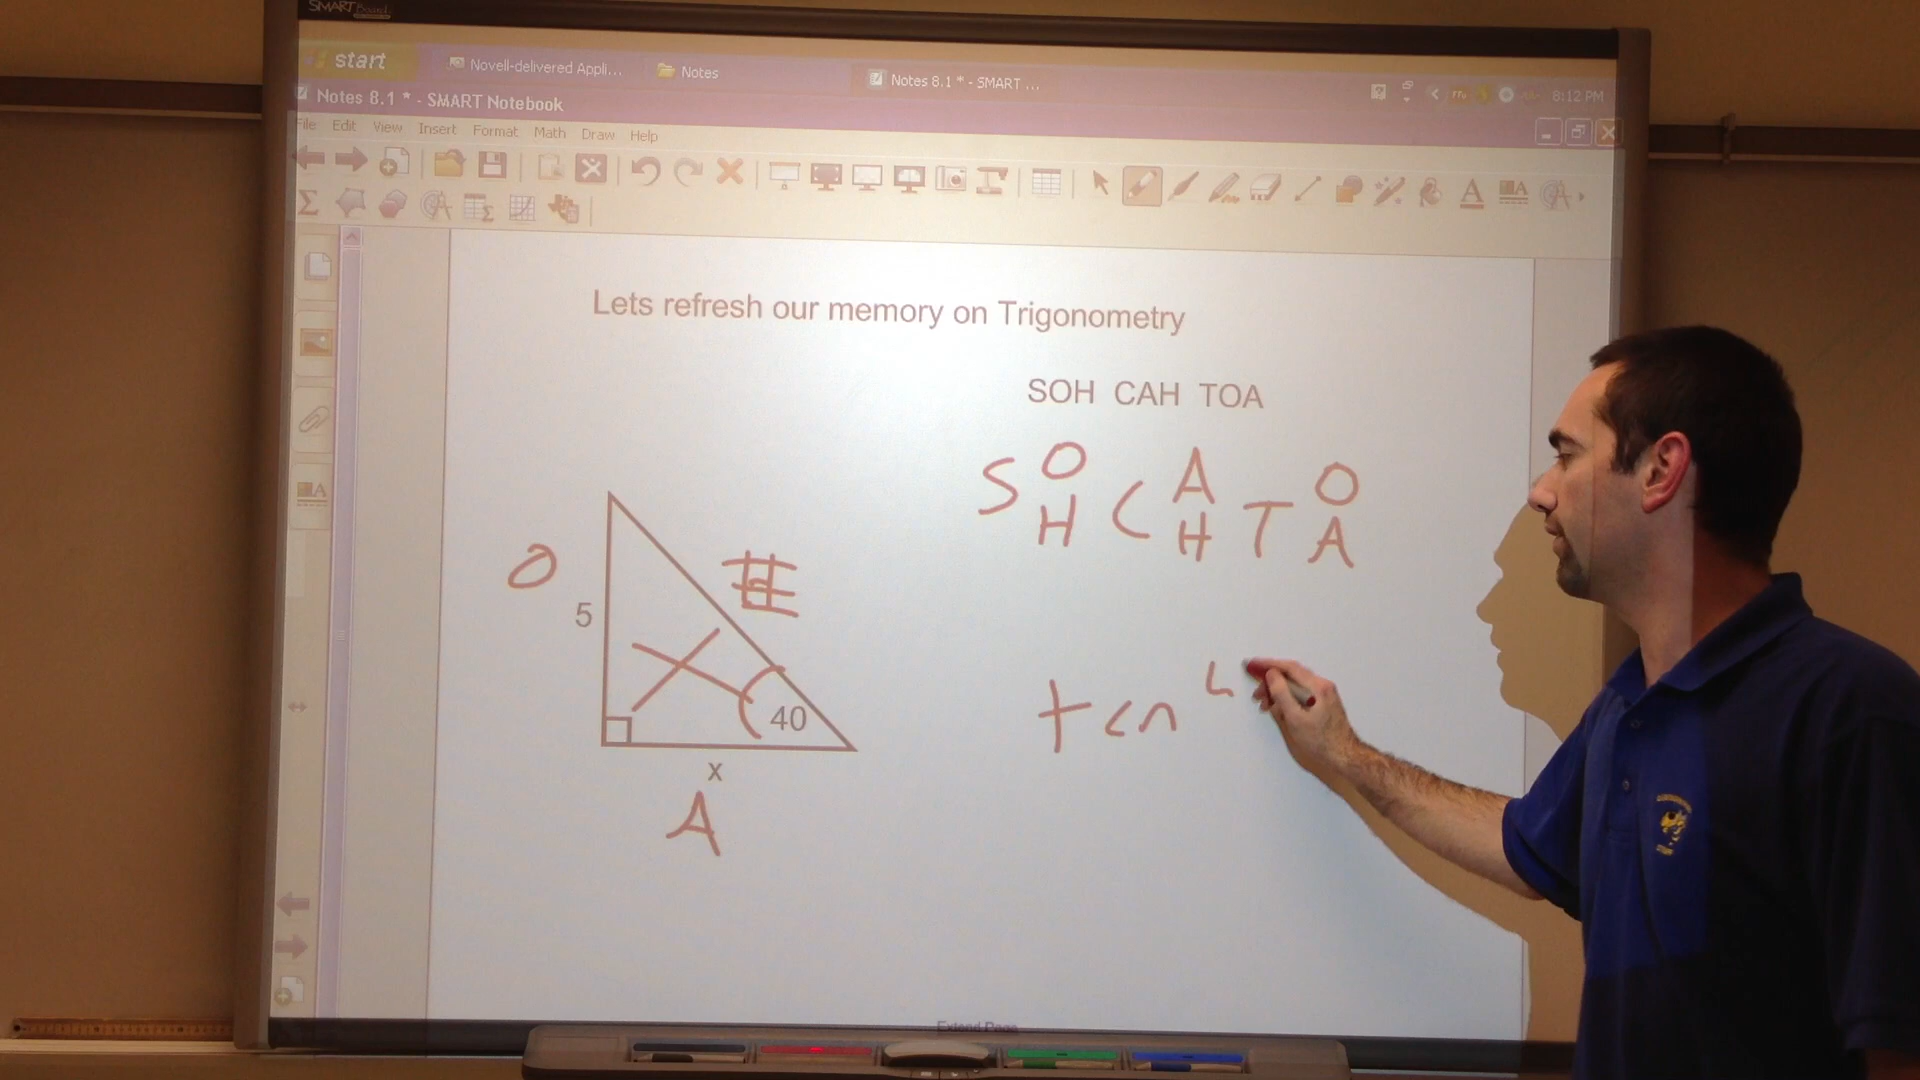 SMART Board
start
Novell-delivered Appli...
Notes
Notes 8.1 * - SMART ...
8:12 PM
Notes 8.1 * - SMART Notebook
File Edit View Insert Format Math Draw Help
Lets refresh our memory on Trigonometry
SOH CAH TOA
S O H C A H T O A
O
5
40
x
A
tan
Extend Page